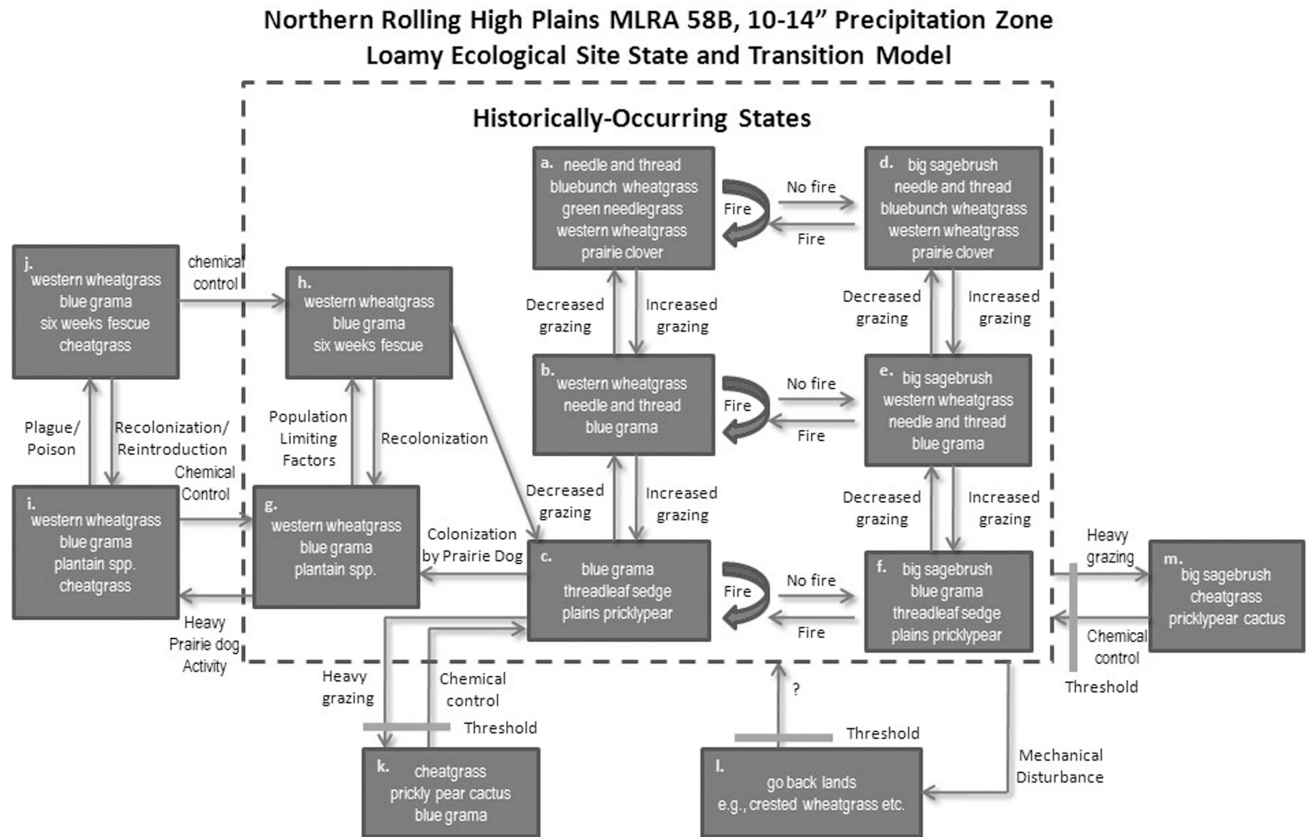 Northern Rolling High Plains MLRA 58B, 10-14” Precipitation Zone
Loamy Ecological Site State and Transition Model
Historically-Occurring States
a.
needle and thread
bluebunch wheatgrass
green needlegrass
western wheatgrass
prairie clover
Fire
No fire
Fire
d.
big sagebrush
needle and thread
bluebunch wheatgrass
western wheatgrass
prairie clover
j.
western wheatgrass
blue grama
six weeks fescue
cheatgrass
chemical
control
h.
western wheatgrass
blue grama
six weeks fescue
Decreased
grazing
Increased
grazing
Decreased
grazing
Increased
grazing
b.
western wheatgrass
needle and thread
blue grama
Fire
No fire
Fire
e.
big sagebrush
western wheatgrass
needle and thread
blue grama
Plague/
Poison
Recolonization/
Reintroduction
Chemical
Control
Population
Limiting
Factors
Recolonization
Decreased
grazing
Increased
grazing
Decreased
grazing
Increased
grazing
i.
western wheatgrass
blue grama
plantain spp.
cheatgrass
g.
western wheatgrass
blue grama
plantain spp.
Colonization
by Prairie Dog
c.
blue grama
threadleaf sedge
plains pricklypear
Fire
No fire
Fire
f.
big sagebrush
blue grama
threadleaf sedge
plains pricklypear
Heavy
grazing
m.
big sagebrush
cheatgrass
pricklypear cactus
Chemical
control
Threshold
Heavy
Prairie dog
Activity
Heavy
grazing
Chemical
control
Threshold
k.
cheatgrass
prickly pear cactus
blue grama
?
Threshold
l.
go back lands
e.g., crested wheatgrass etc.
Mechanical
Disturbance